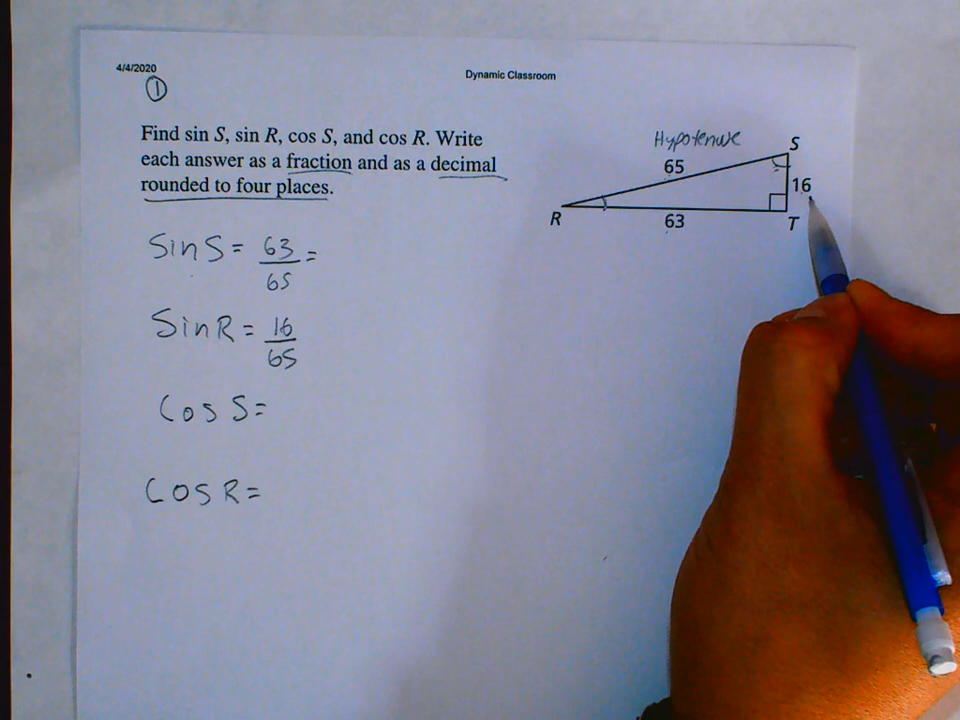 4/4/2020
Dynamic Classroom
1
Find sin S, sin R, cos S, and cos R. Write
each answer as a fraction and as a decimal
rounded to four places.
Hypotenuse
S
65
16
R
63
T
Sin S = 63/65 =
Sin R = 16/65
Cos S =
Cos R =